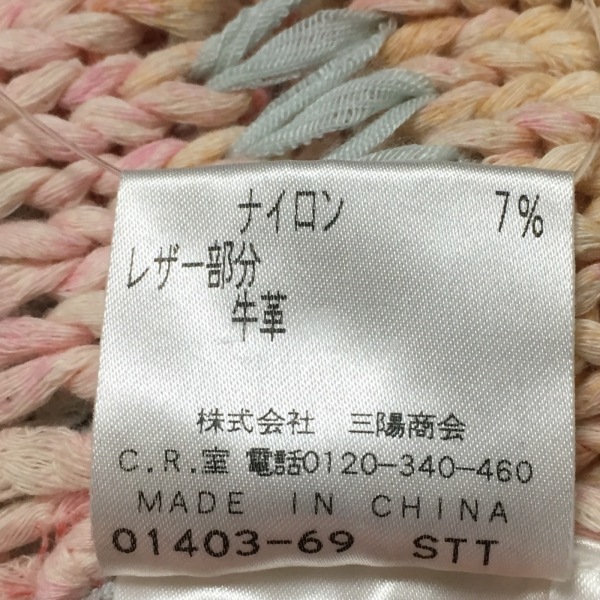 ナイロン 7%
レザー部分
牛革
株式会社 三陽商会
C.R.室 電話0120-340-460
MADE IN CHINA
01403-69 STT